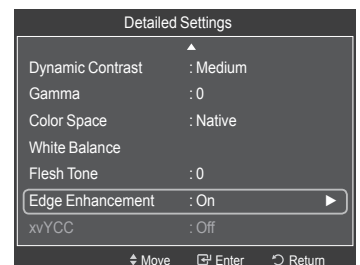 Detailed Settings
▲
Dynamic Contrast : Medium
Gamma : 0
Color Space : Native
White Balance
Flesh Tone : 0
Edge Enhancement : On ►
xvYCC : Off
Move Enter Return